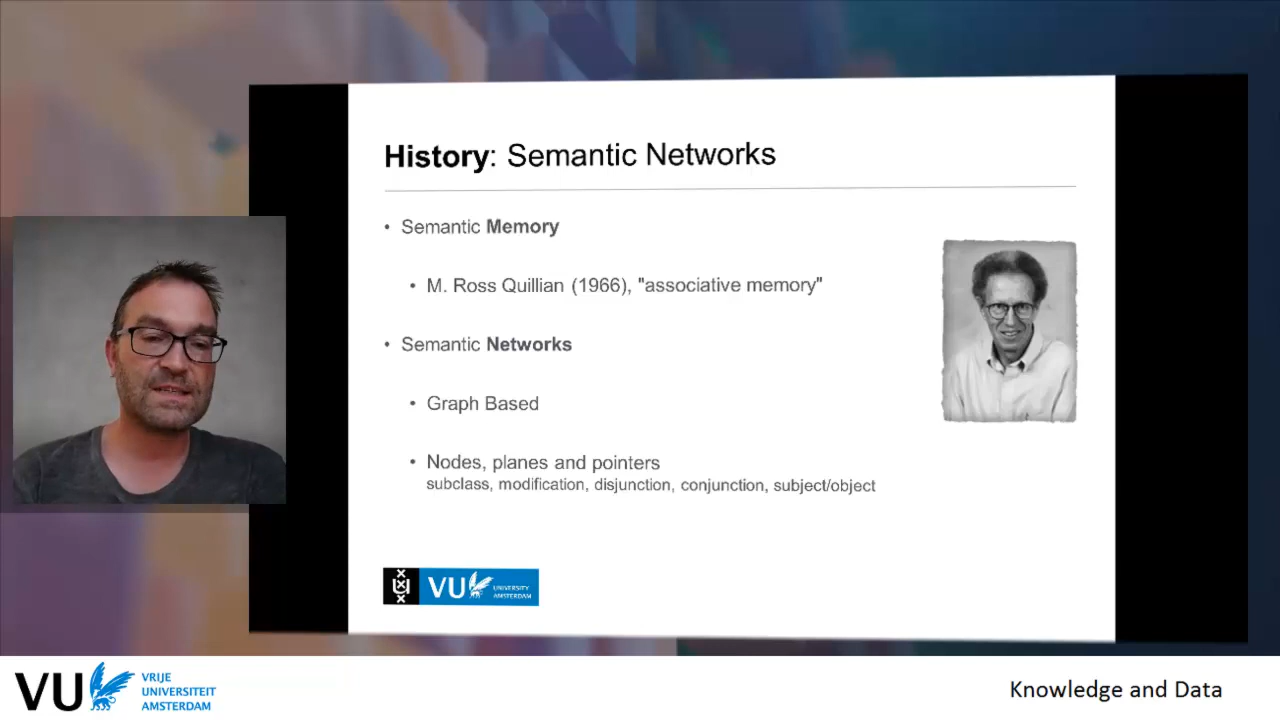 History: Semantic Networks
• Semantic Memory
• M. Ross Quillian (1966), "associative memory"
• Semantic Networks
• Graph Based
• Nodes, planes and pointers
subclass, modification, disjunction, conjunction, subject/object
VU UNIVERSITY
AMSTERDAM
VU VRIJE
UNIVERSITEIT
AMSTERDAM
Knowledge and Data